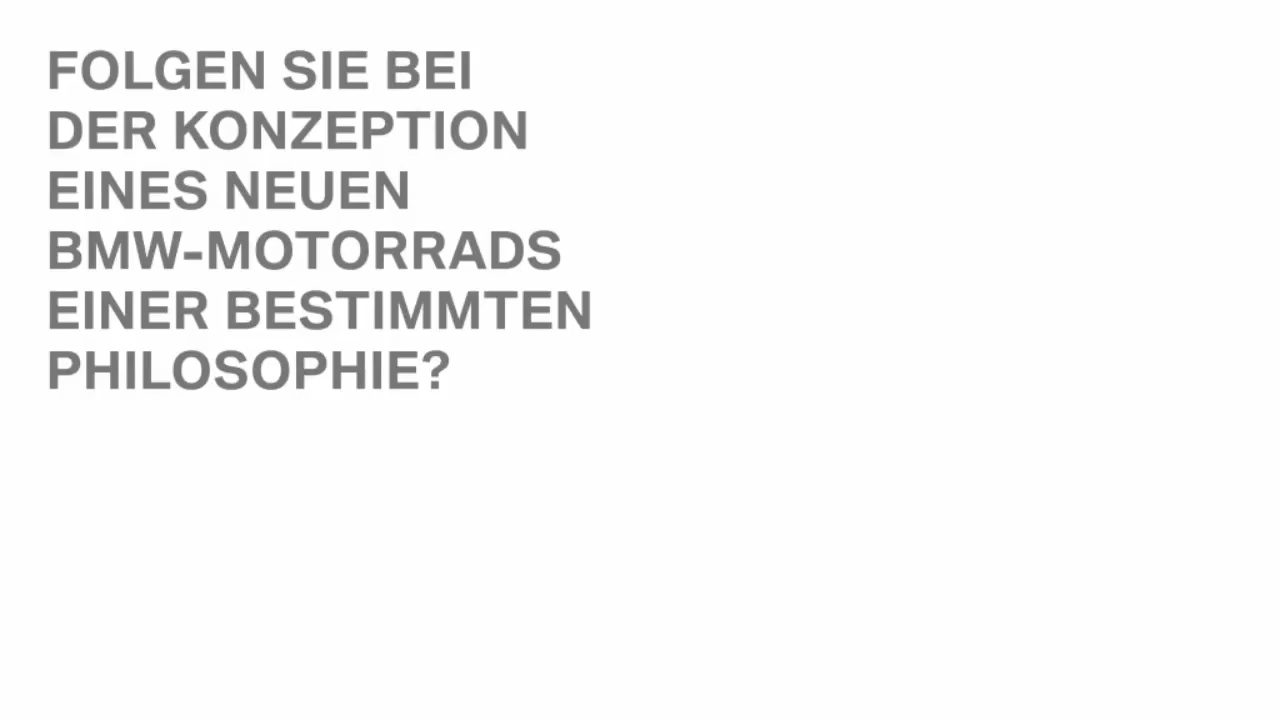 FOLGEN SIE BEI
DER KONZEPTION
EINES NEUEN
BMW-MOTORRADS
EINER BESTIMMTEN
PHILOSOPHIE?